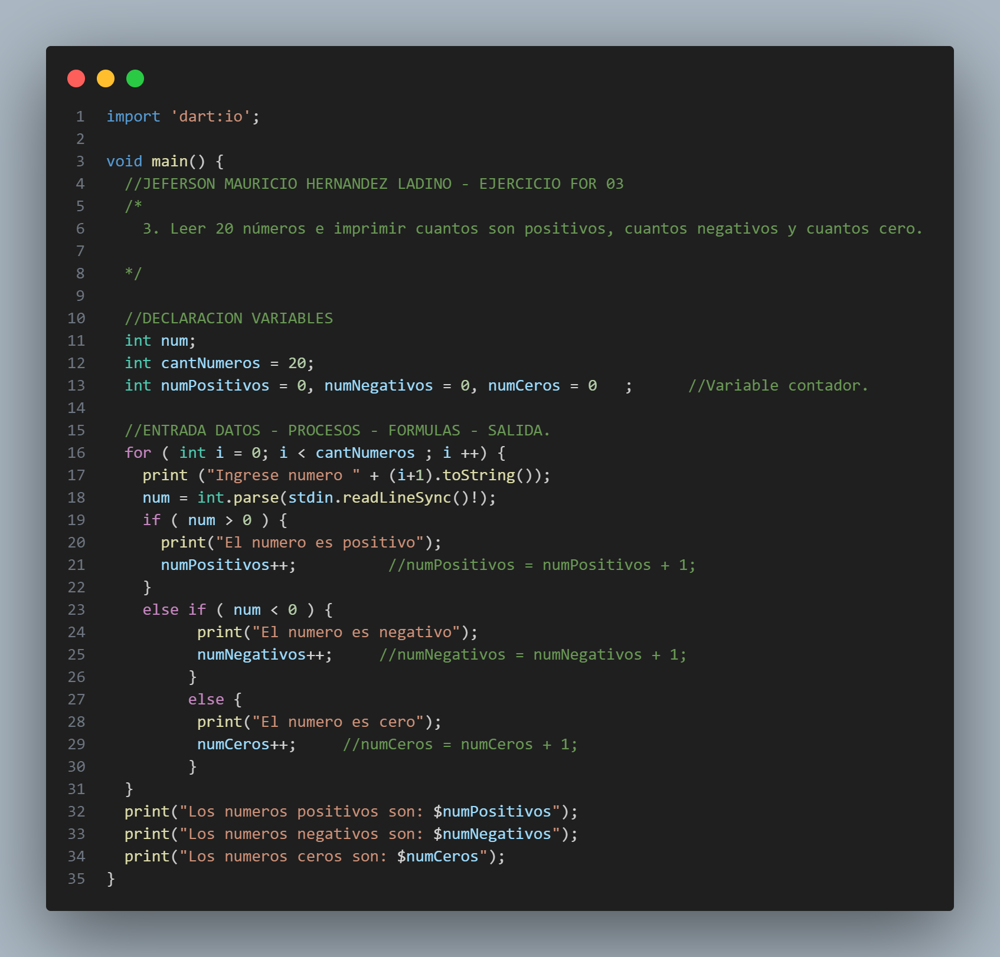 1 import 'dart:io';
2
3 void main() {
4   //JEFERSON MAURICIO HERNANDEZ LADINO - EJERCICIO FOR 03
5   /*
6     3. Leer 20 números e imprimir cuantos son positivos, cuantos negativos y cuantos cero.
7
8   */
9
10   //DECLARACION VARIABLES
11   int num;
12   int cantNumeros = 20;
13   int numPositivos = 0, numNegativos = 0, numCeros = 0   ;      //Variable contador.
14
15   //ENTRADA DATOS - PROCESOS - FORMULAS - SALIDA.
16   for ( int i = 0; i < cantNumeros ; i ++) {
17     print ("Ingrese numero " + (i+1).toString());
18     num = int.parse(stdin.readLineSync()!);
19     if ( num > 0 ) {
20       print("El numero es positivo");
21       numPositivos++;          //numPositivos = numPositivos + 1;
22     }
23     else if ( num < 0 ) {
24           print("El numero es negativo");
25           numNegativos++;     //numNegativos = numNegativos + 1;
26          }
27          else {
28           print("El numero es cero");
29           numCeros++;     //numCeros = numCeros + 1;
30          }
31   }
32   print("Los numeros positivos son: $numPositivos");
33   print("Los numeros negativos son: $numNegativos");
34   print("Los numeros ceros son: $numCeros");
35 }